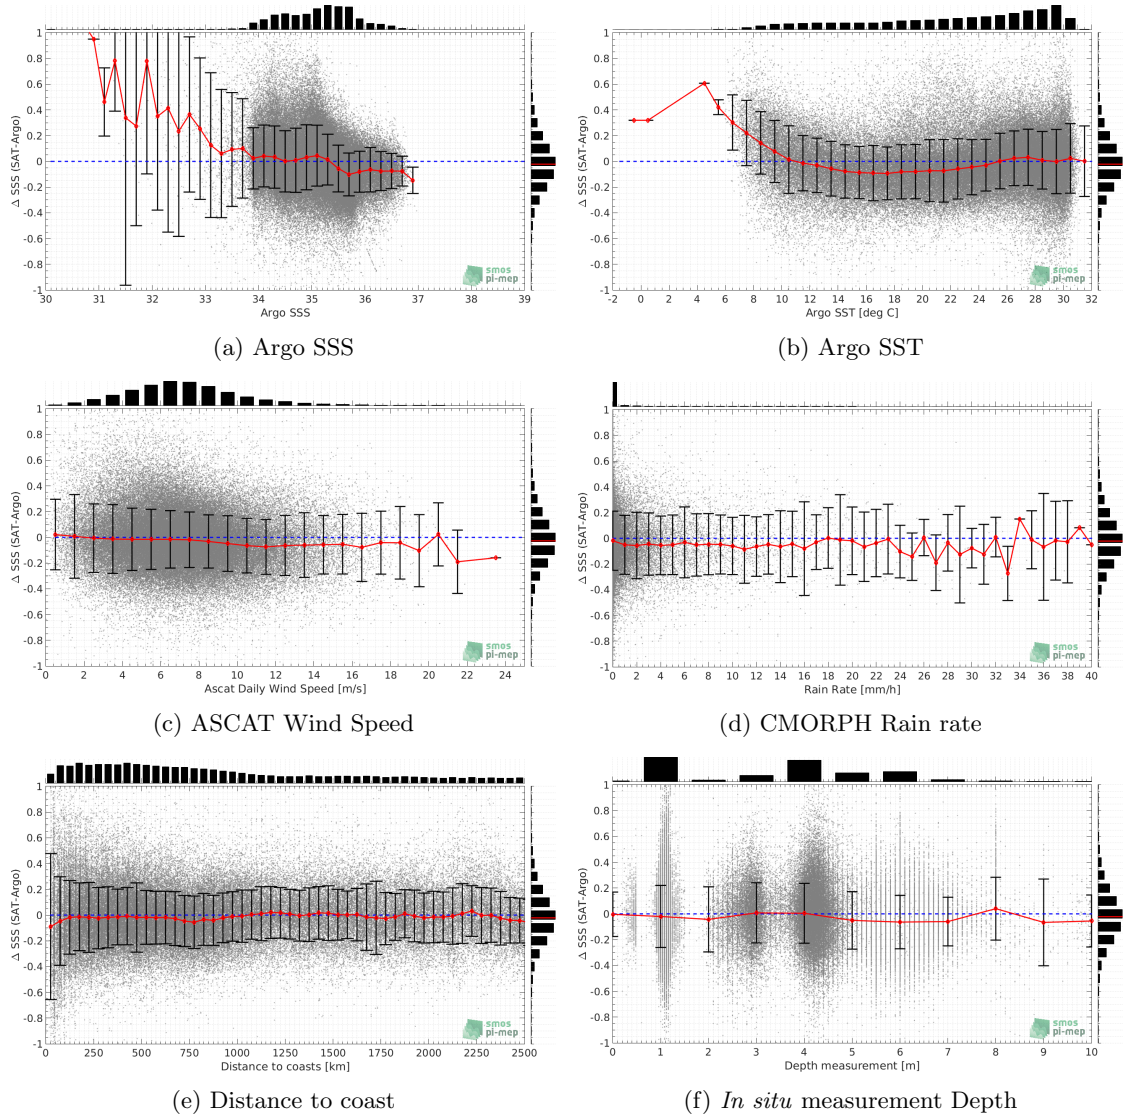 1
0.8
0.6
0.4
0.2
0
-0.2
-0.4
-0.6
-0.8
-1
Δ SSS (SAT-Argo)
30 31 32 33 34 35 36 37 38 39
Argo SSS
smos
pi-mep
(a) Argo SSS
1
0.8
0.6
0.4
0.2
0
-0.2
-0.4
-0.6
-0.8
-1
Δ SSS (SAT-Argo)
-2 0 2 4 6 8 10 12 14 16 18 20 22 24 26 28 30 32
Argo SST [deg C]
smos
pi-mep
(b) Argo SST
1
0.8
0.6
0.4
0.2
0
-0.2
-0.4
-0.6
-0.8
-1
Δ SSS (SAT-Argo)
0 2 4 6 8 10 12 14 16 18 20 22 24
Ascat Daily Wind Speed [m/s]
smos
pi-mep
(c) ASCAT Wind Speed
1
0.8
0.6
0.4
0.2
0
-0.2
-0.4
-0.6
-0.8
-1
Δ SSS (SAT-Argo)
0 2 4 6 8 10 12 14 16 18 20 22 24 26 28 30 32 34 36 38 40
Rain Rate [mm/h]
smos
pi-mep
(d) CMORPH Rain rate
1
0.8
0.6
0.4
0.2
0
-0.2
-0.4
-0.6
-0.8
-1
Δ SSS (SAT-Argo)
0 250 500 750 1000 1250 1500 1750 2000 2250 2500
Distance to coasts [km]
smos
pi-mep
(e) Distance to coast
1
0.8
0.6
0.4
0.2
0
-0.2
-0.4
-0.6
-0.8
-1
Δ SSS (SAT-Argo)
0 1 2 3 4 5 6 7 8 9 10
Depth measurement [m]
smos
pi-mep
(f) In situ measurement Depth